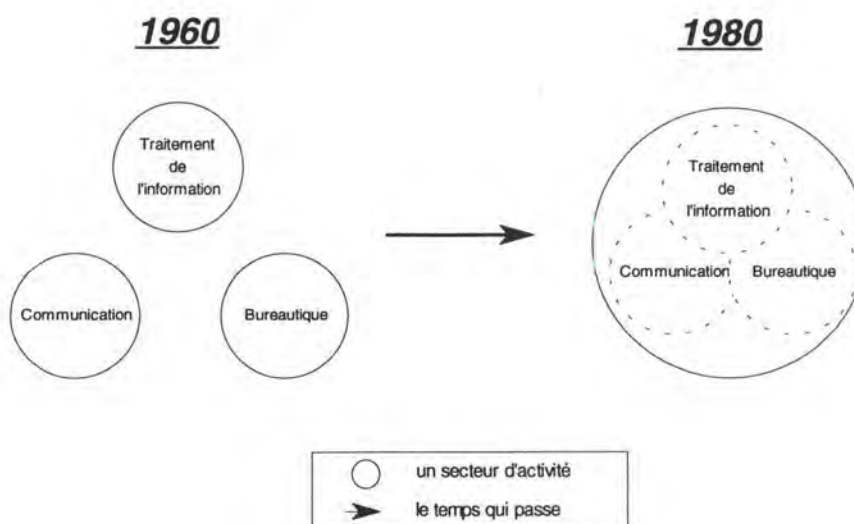 1960
1980
Traitement
de
l'information
Communication
Bureautique
Traitement
de
l'information
Communication
Bureautique
un secteur d'activité
le temps qui passe